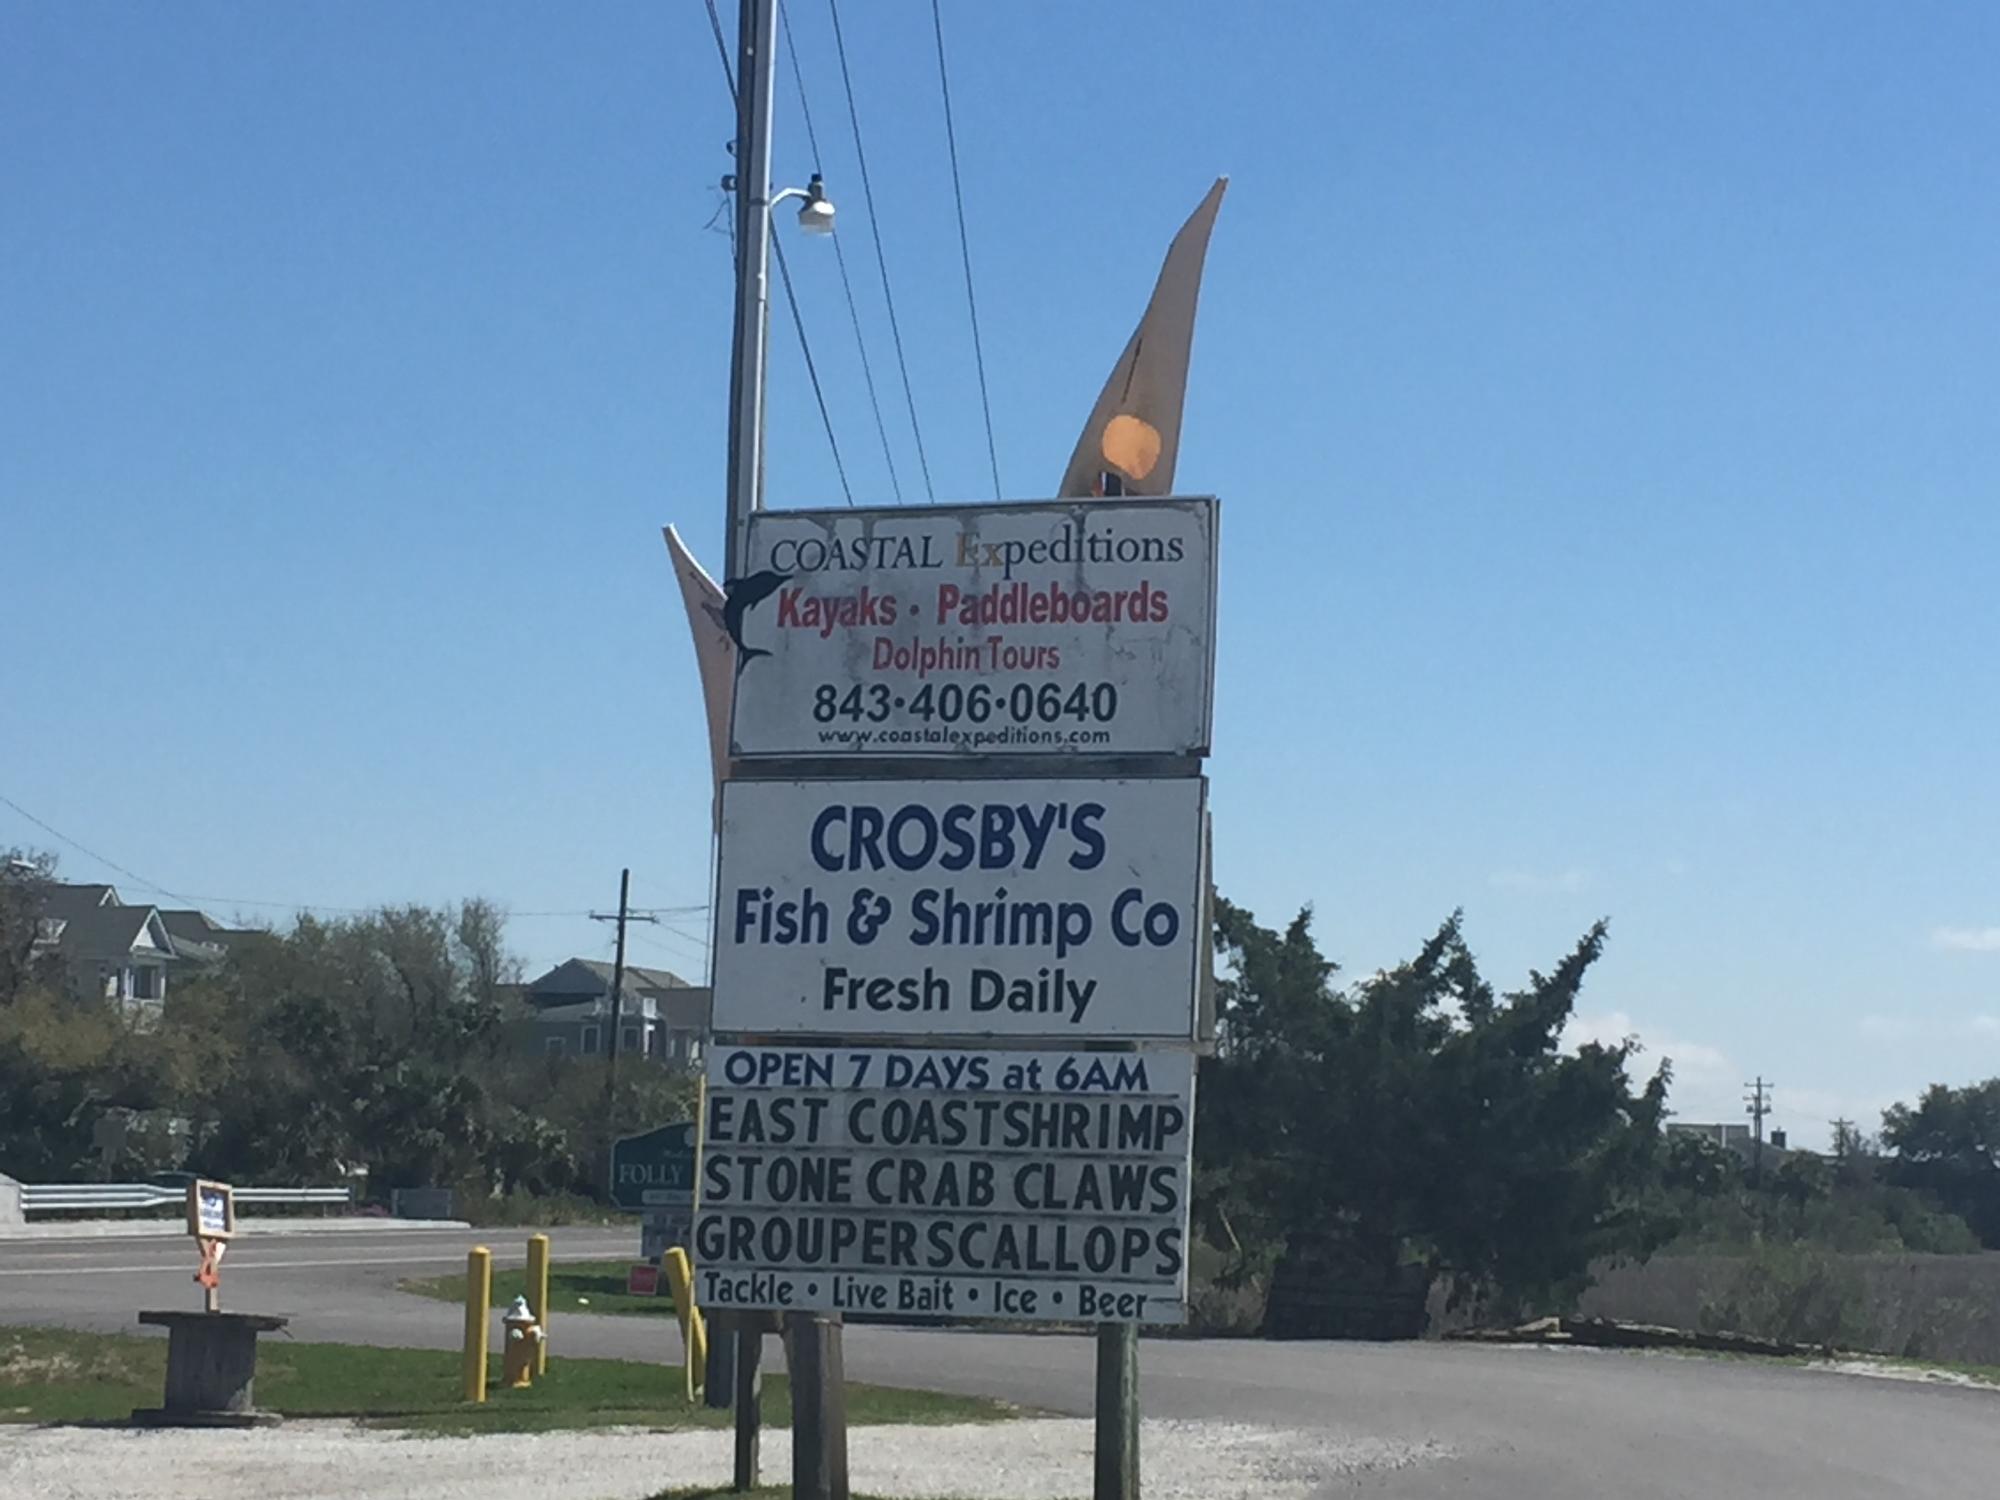 COASTAL Expeditions
Kayaks · Paddleboards
Dolphin Tours
843·406·0640
www.coastalexpeditions.com
CROSBY'S
Fish & Shrimp Co
Fresh Daily
OPEN 7 DAYS at 6AM
EAST COASTSHRIMP
STONE CRAB CLAWS
GROUPERSCALLOPS
Tackle · Live Bait · Ice · Beer
FOLLY